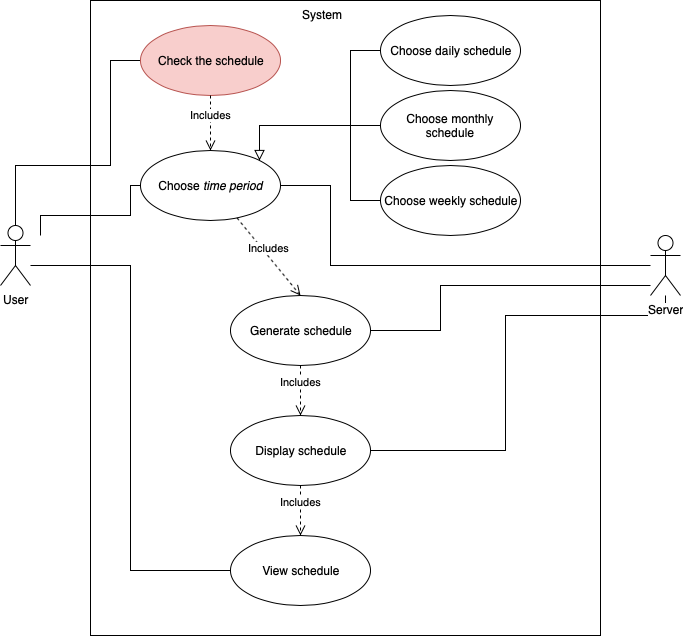 System
Check the schedule
Choose daily schedule
Includes
Choose monthly
schedule
Choose time period
Choose weekly schedule
Includes
User
Server
Generate schedule
Includes
Display schedule
Includes
View schedule